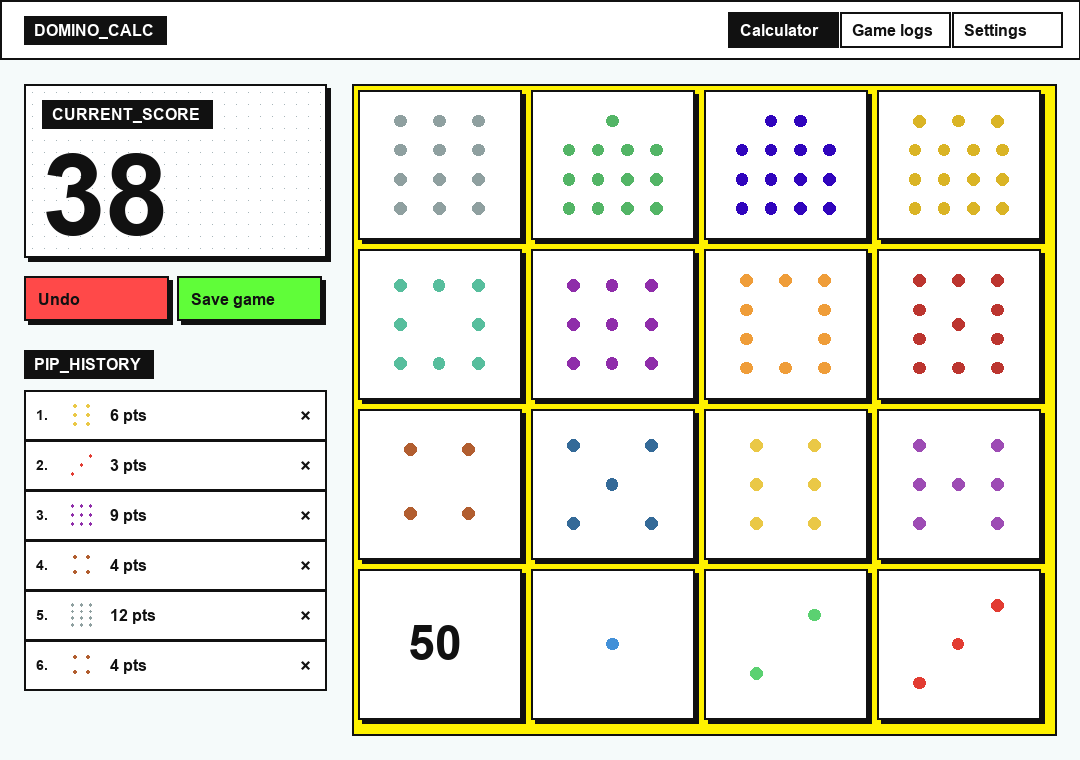 DOMINO_CALC
Calculator
Game logs
Settings
CURRENT_SCORE
38
Undo
Save game
PIP_HISTORY
1. 6 pts ×
2. 3 pts ×
3. 9 pts ×
4. 4 pts ×
5. 12 pts ×
6. 4 pts ×
50